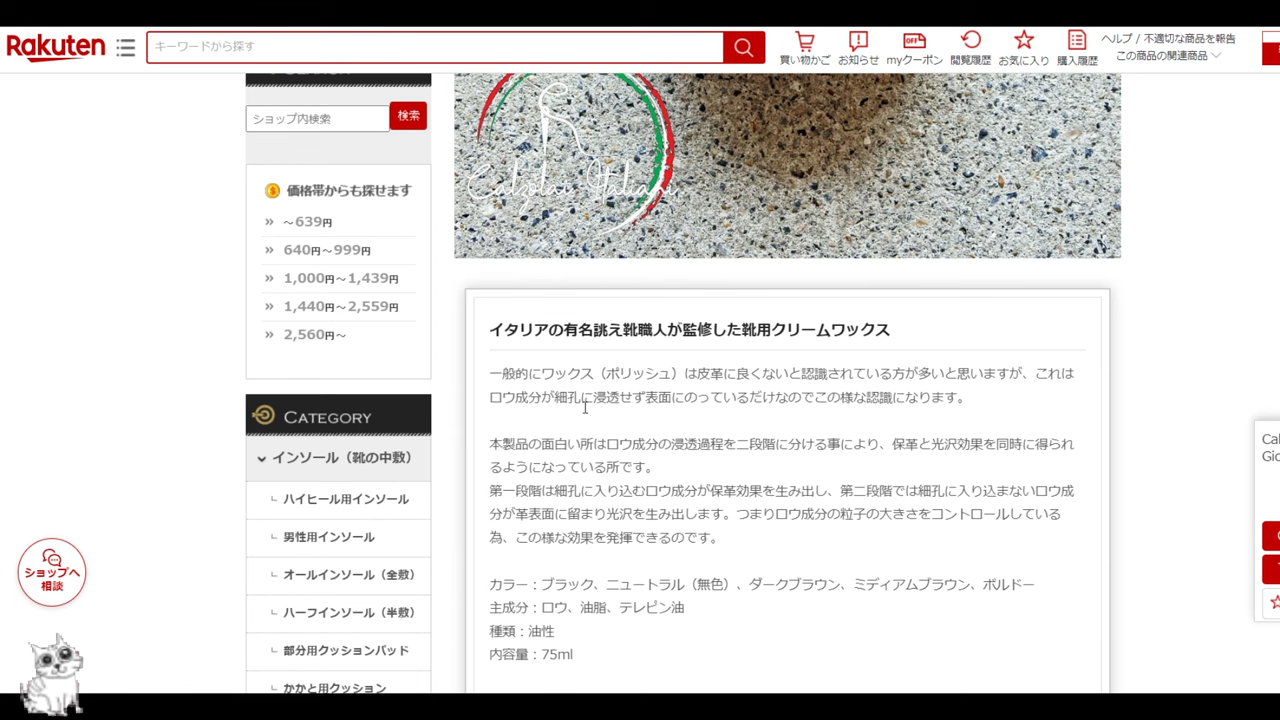 Rakuten
キーワードから探す
買い物かご
お知らせ
myクーポン
閲覧履歴
お気に入り
購入履歴
ヘルプ / 不適切な商品を報告
この商品の関連商品
ショップ内検索
検索
価格帯からも探せます
～639円
640円～999円
1,000円～1,439円
1,440円～2,559円
2,560円～
CATEGORY
インソール（靴の中敷）
ハイヒール用インソール
男性用インソール
オールインソール（全敷）
ハーフインソール（半敷）
部分用クッションパッド
かかと用クッション
ショップへ
相談
OFF
Calzolai Italiani
イタリアの有名誂え靴職人が監修した靴用クリームワックス
一般的にワックス（ポリッシュ）は皮革に良くないと認識されている方が多いと思いますが、これは
ロウ成分が細孔に浸透せず表面にのっているだけなのでこの様な認識になります。
本製品の面白い所はロウ成分の浸透過程を二段階に分ける事により、保革と光沢効果を同時に得られ
るようになっている所です。
第一段階は細孔に入り込むロウ成分が保革効果を生み出し、第二段階では細孔に入り込まないロウ成
分が革表面に留まり光沢を生み出します。つまりロウ成分の粒子の大きさをコントロールしている
為、この様な効果を発揮できるのです。
カラー：ブラック、ニュートラル（無色）、ダークブラウン、ミディアムブラウン、ボルドー
主成分：ロウ、油脂、テレピン油
種類：油性
内容量：75ml